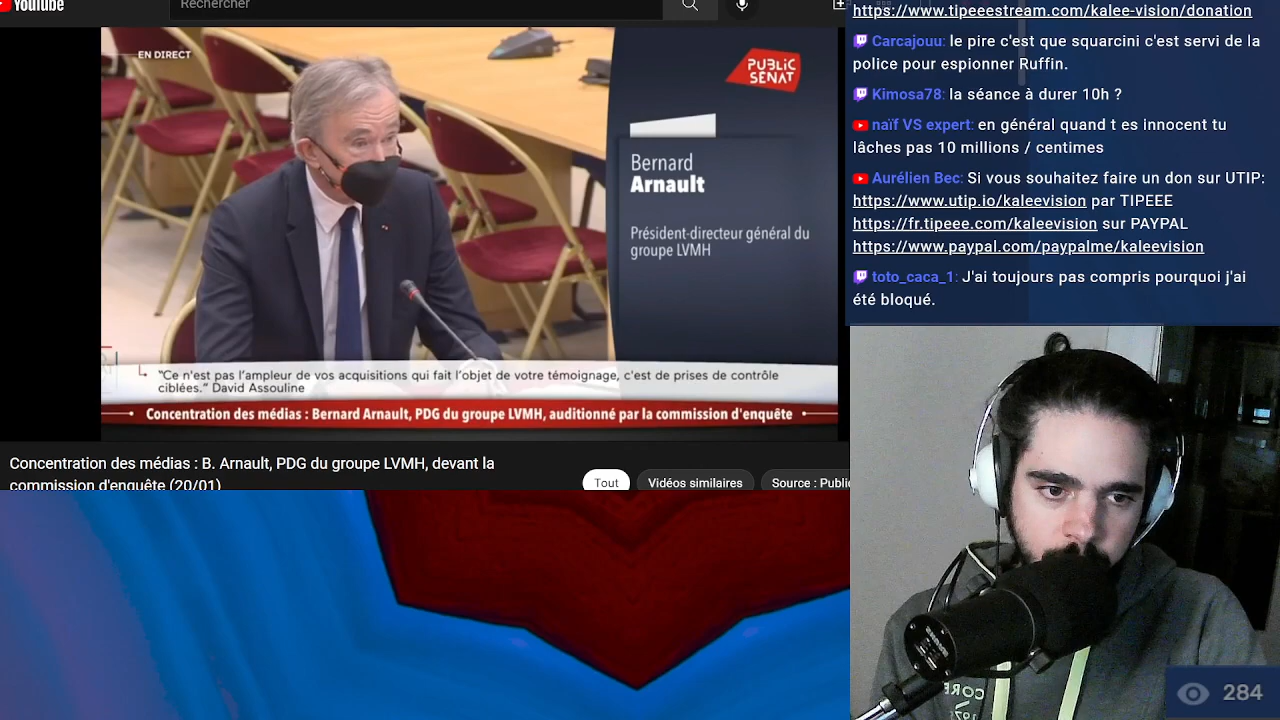 YouTube
Rechercher
EN DIRECT
PUBLIC
SÉNAT
Bernard
Arnault
Président-directeur général du
groupe LVMH
“Ce n'est pas l’ampleur de vos acquisitions qui fait l’objet de votre témoignage, c'est de prises de contrôle
ciblées.” David Assouline
Concentration des médias : Bernard Arnault, PDG du groupe LVMH, auditionné par la commission d'enquête
Concentration des médias : B. Arnault, PDG du groupe LVMH, devant la
commission d'enquête (20/01)
Tout
Vidéos similaires
Source : Public
https://www.tipeeestream.com/kalee-vision/donation
Carcajouu: le pire c'est que squarcini c'est servi de la
police pour espionner Ruffin.
Kimosa78: la séance à durer 10h ?
naïf VS expert: en général quand t es innocent tu
lâches pas 10 millions / centimes
Aurélien Bec: Si vous souhaitez faire un don sur UTIP:
https://www.utip.io/kaleevision par TIPEEE
https://fr.tipeee.com/kaleevision sur PAYPAL
https://www.paypal.com/paypalme/kaleevision
toto_caca_1: J'ai toujours pas compris pourquoi j'ai
été bloqué.
284